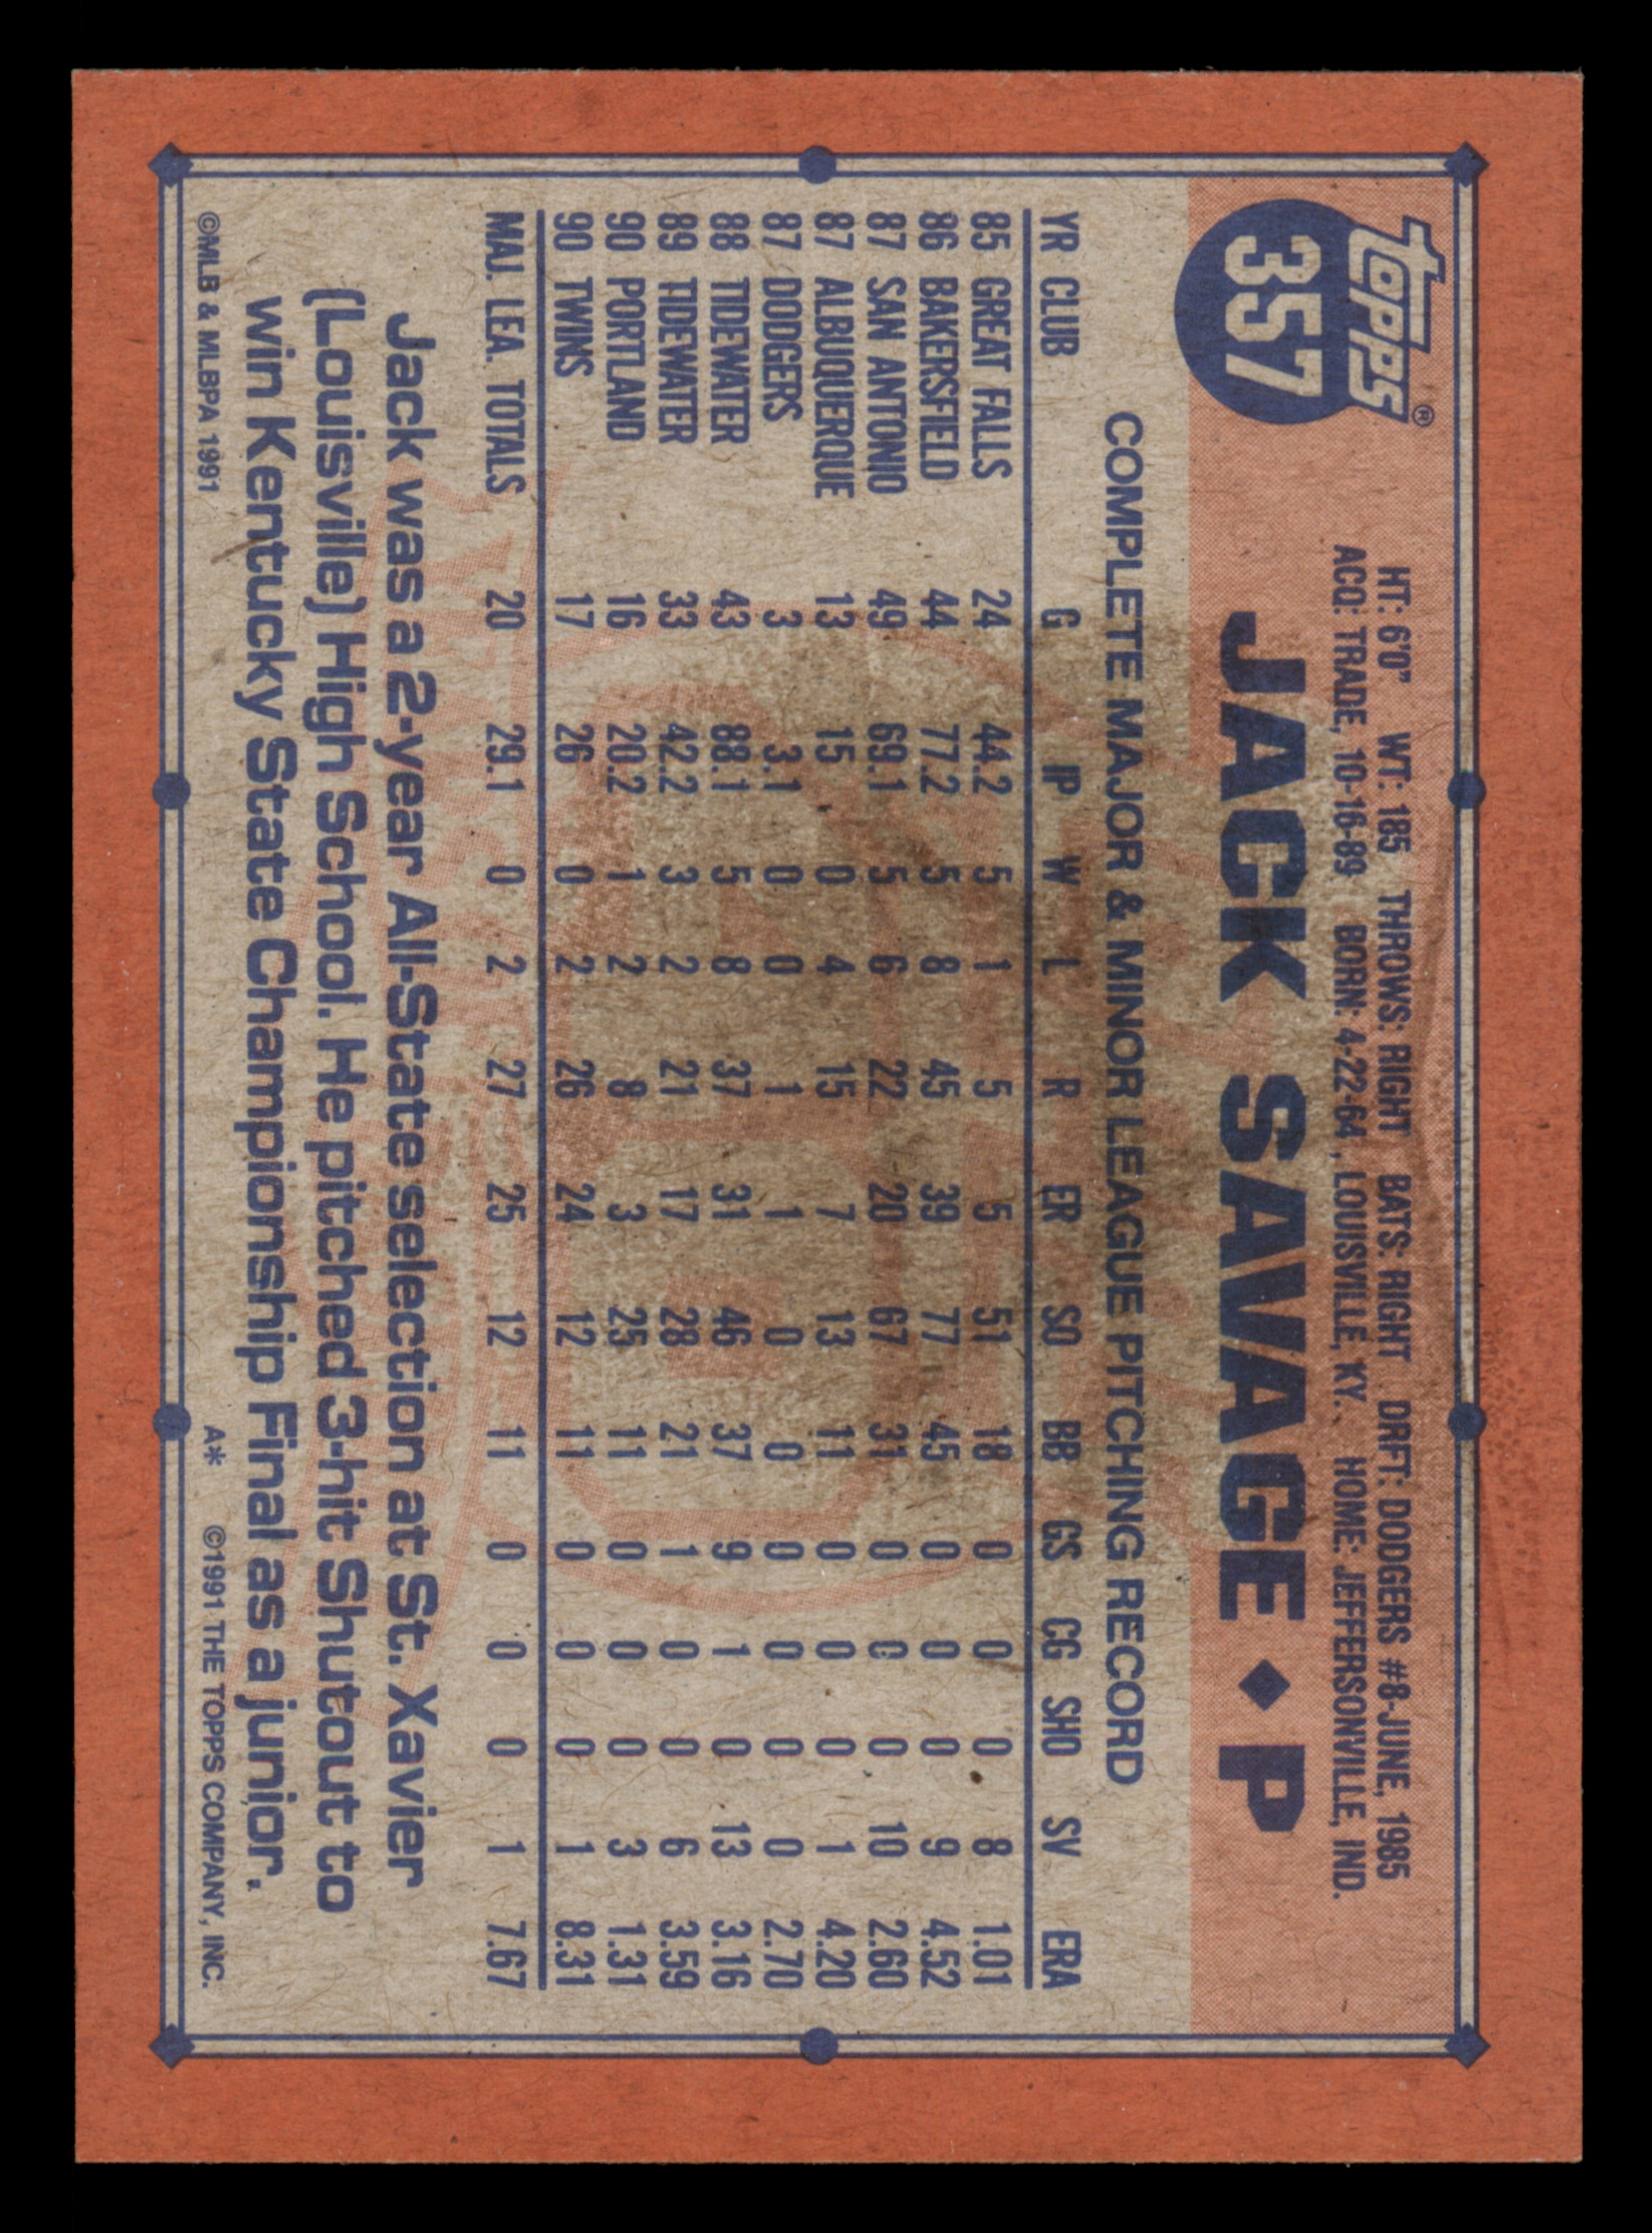 topps®
357
HT: 6'0" WT: 185 THROWS: RIGHT BATS: RIGHT DRFT: DODGERS #8-JUNE, 1985
ACQ: TRADE, 10-16-89 BORN: 4-22-64, LOUISVILLE, KY. HOME: JEFFERSONVILLE, IND.
JACK SAVAGE ♦ P
COMPLETE MAJOR & MINOR LEAGUE PITCHING RECORD
YR CLUB G IP W L R ER SO BB GS CG SHO SV ERA
85 GREAT FALLS 24 44.2 5 1 5 5 51 18 0 0 0 8 1.01
86 BAKERSFIELD 44 77.2 5 8 45 39 77 45 0 0 0 9 4.52
87 SAN ANTONIO 49 69.1 5 6 22 20 67 31 0 0 0 10 2.60
87 ALBUQUERQUE 13 15 0 4 15 7 13 11 0 0 0 1 4.20
87 DODGERS 3 3.1 0 0 1 1 0 0 0 0 0 0 2.70
88 TIDEWATER 43 88.1 5 8 37 31 46 37 9 1 0 13 3.16
89 TIDEWATER 33 42.2 3 2 21 17 28 21 1 0 0 6 3.59
90 PORTLAND 16 20.2 1 2 8 3 25 11 0 0 0 3 1.31
90 TWINS 17 26 0 2 26 24 12 11 0 0 0 1 8.31
MAJ. LEA. TOTALS 20 29.1 0 2 27 25 12 11 0 0 0 1 7.67
Jack was a 2-year All-State selection at St. Xavier
(Louisville) High School. He pitched 3-hit Shutout to
win Kentucky State Championship Final as a junior.
©MLB & MLBPA 1991 A* ©1991 THE TOPPS COMPANY, INC.